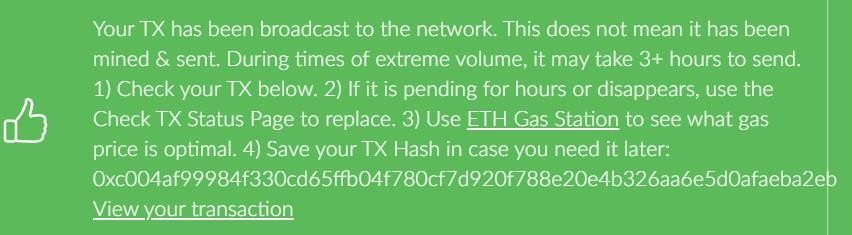 Your TX has been broadcast to the network. This does not mean it has been
mined & sent. During times of extreme volume, it may take 3+ hours to send.
1) Check your TX below. 2) If it is pending for hours or disappears, use the
Check TX Status Page to replace. 3) Use ETH Gas Station to see what gas
price is optimal. 4) Save your TX Hash in case you need it later:
0xc004af99984f330cd65ffb04f780cf7d920f788e20e4b326aa6e5d0afaeba2eb
View your transaction